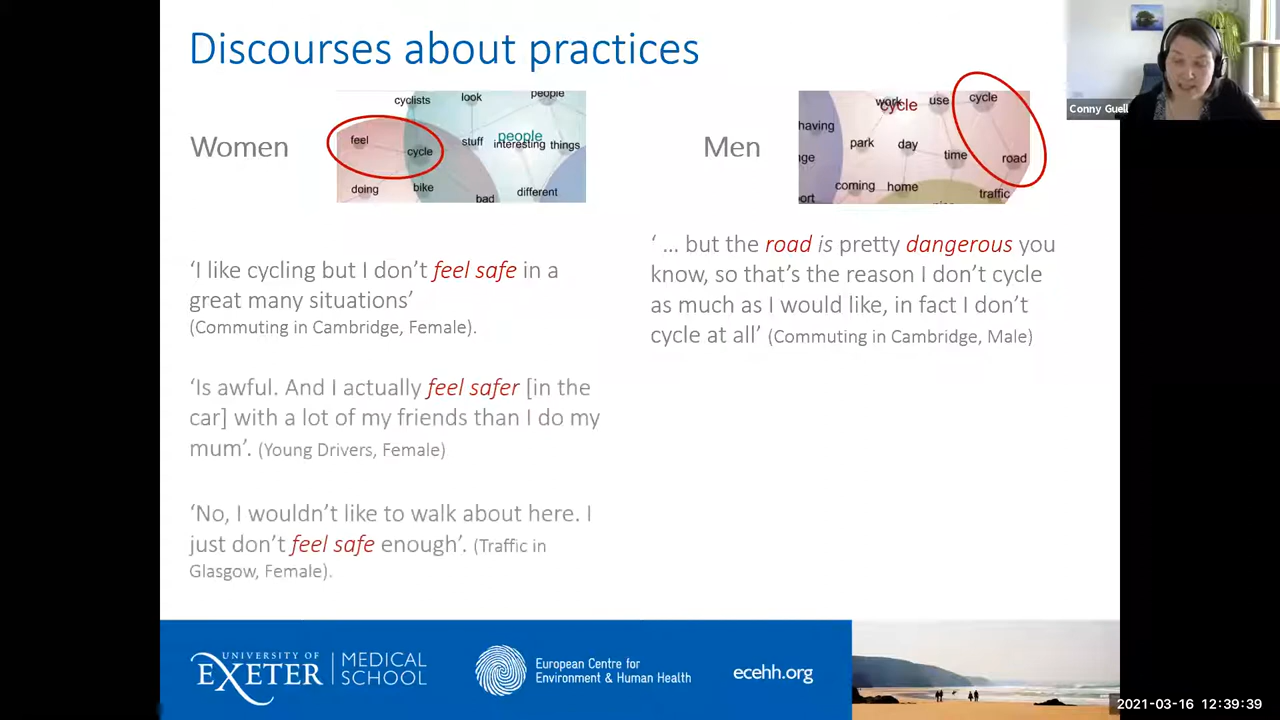 Discourses about practices
Women
cyclists
look
people
feel
cycle
stuff
people
interesting
things
doing
bike
bad
different
Men
work
cycle
use
cycle
having
park
day
time
road
coming
home
traffic
Conny Guell
‘I like cycling but I don’t feel safe in a
great many situations’
(Commuting in Cambridge, Female).
‘Is awful. And I actually feel safer [in the
car] with a lot of my friends than I do my
mum’. (Young Drivers, Female)
‘No, I wouldn’t like to walk about here. I
just don’t feel safe enough’. (Traffic in
Glasgow, Female).
‘ ... but the road is pretty dangerous you
know, so that’s the reason I don’t cycle
as much as I would like, in fact I don’t
cycle at all’ (Commuting in Cambridge, Male)
UNIVERSITY OF
EXETER
MEDICAL
SCHOOL
European Centre for
Environment & Human Health
ecehh.org
2021-03-16 12:39:39